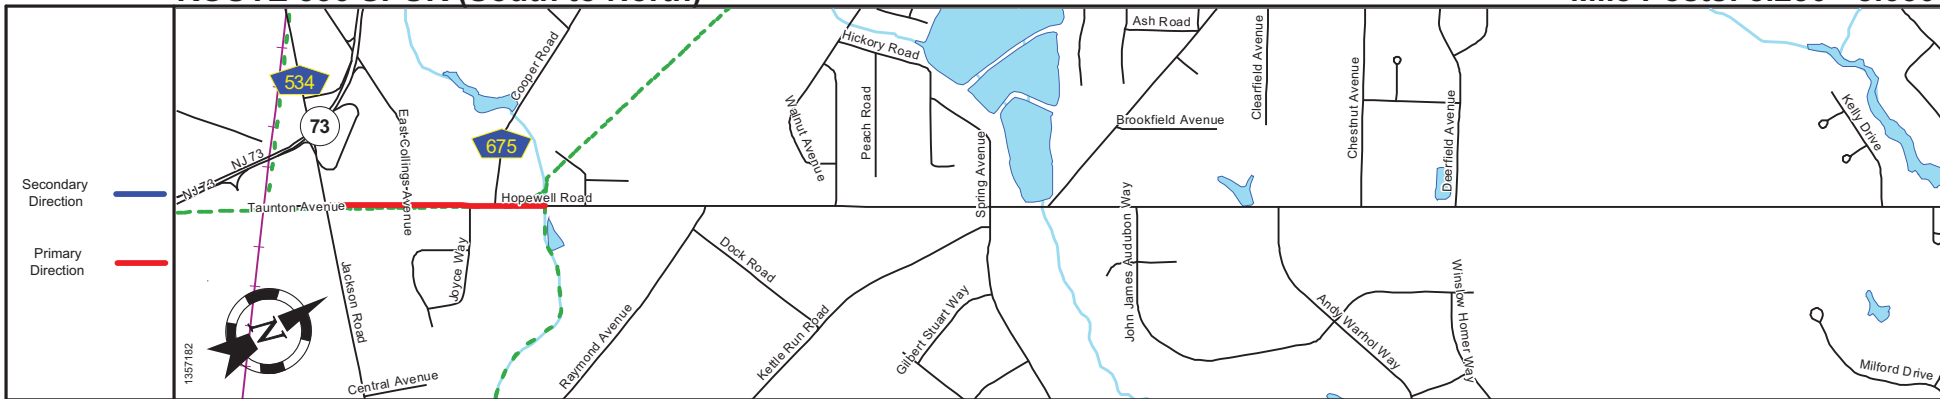 534
73
NJ 73
NJ 73
Secondary
Direction
Primary
Direction
Taunton Avenue
East Collings Avenue
Cooper Road
675
Hopewell Road
Jackson Road
Joyce Way
Central Avenue
1357182
N
Hickory Road
Walnut Avenue
Peach Road
Spring Avenue
Dock Road
Raymond Avenue
Kettle Run Road
Gilbert Stuart Way
Ash Road
Brookfield Avenue
Clearfield Avenue
Chestnut Avenue
Deerfield Avenue
John James Audubon Way
Andy Warhol Way
Winslow Homer Way
Kelly Drive
Milford Drive